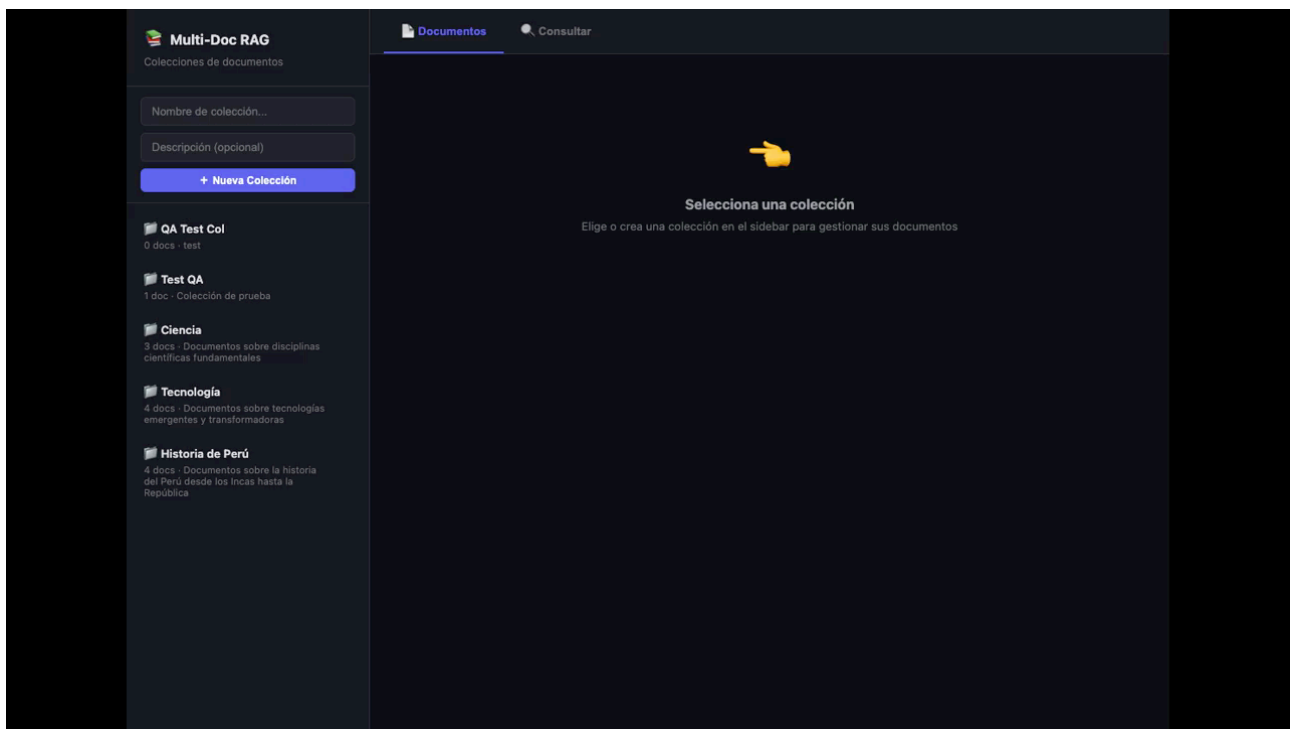 Multi-Doc RAG
Colecciones de documentos
Nombre de colección...
Descripción (opcional)
+ Nueva Colección
QA Test Col
0 docs · test
Test QA
1 doc · Colección de prueba
Ciencia
3 docs · Documentos sobre disciplinas
científicas fundamentales
Tecnología
4 docs · Documentos sobre tecnologías
emergentes y transformadoras
Historia de Perú
4 docs · Documentos sobre la historia
del Perú desde los Incas hasta la
República
Documentos
Consultar
Selecciona una colección
Elige o crea una colección en el sidebar para gestionar sus documentos